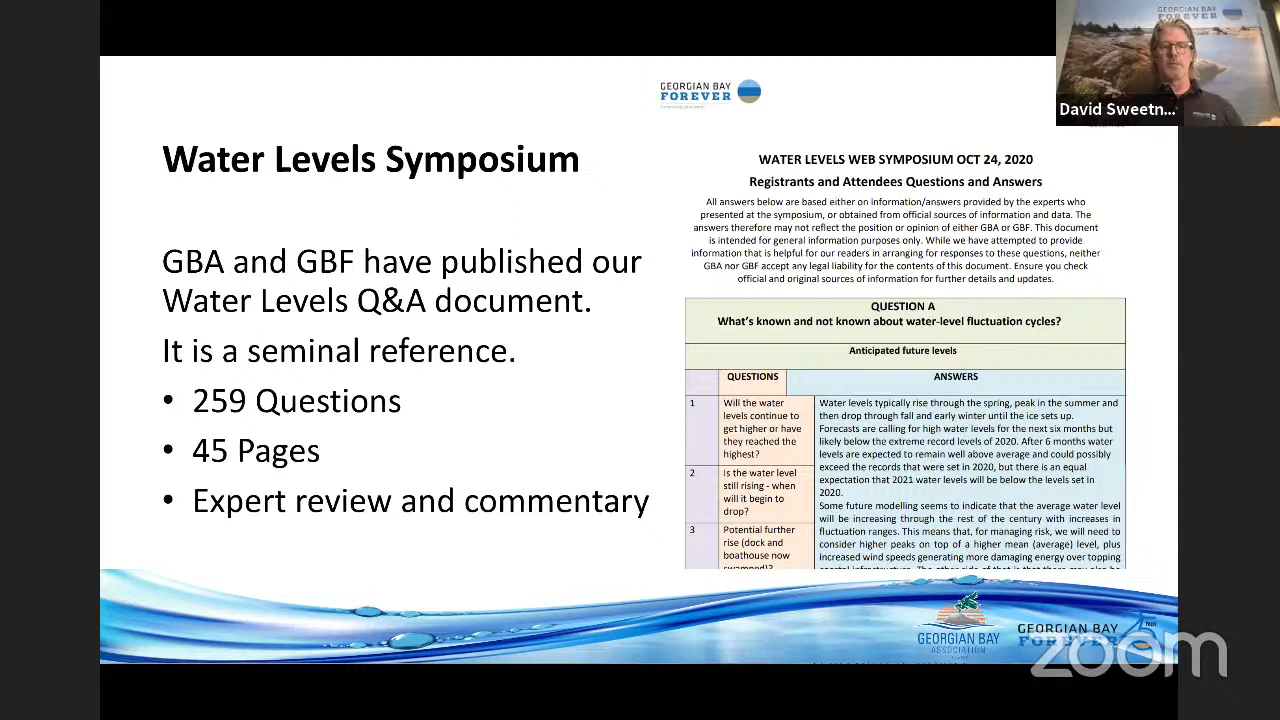 GEORGIAN BAY
FOREVER
David Sweetn...
GEORGIAN BAY
FOREVER
Water Levels Symposium
GBA and GBF have published our
Water Levels Q&A document.
It is a seminal reference.
• 259 Questions
• 45 Pages
• Expert review and commentary
WATER LEVELS WEB SYMPOSIUM OCT 24, 2020
Registrants and Attendees Questions and Answers
All answers below are based either on information/answers provided by the experts who
presented at the symposium, or obtained from official sources of information and data. The
answers therefore may not reflect the position or opinion of either GBA or GBF. This document
is intended for general information purposes only. While we have attempted to provide
information that is helpful for our readers in arranging for responses to these questions, neither
GBA nor GBF accept any legal liability for the contents of this document. Ensure you check
official and original sources of information for further details and updates.
QUESTION A
What's known and not known about water-level fluctuation cycles?
Anticipated future levels
QUESTIONS
ANSWERS
1
Will the water
levels continue to
get higher or have
they reached the
highest?
2
Is the water level
still rising - when
will it begin to
drop?
3
Potential further
rise (dock and
boathouse now
swamped)?
Water levels typically rise through the spring, peak in the summer and
then drop through fall and early winter until the ice sets up.
Forecasts are calling for high water levels for the next six months but
likely below the extreme record levels of 2020. After 6 months water
levels are expected to remain well above average and could possibly
exceed the records that were set in 2020, but there is an equal
expectation that 2021 water levels will be below the levels set in
2020.
Some future modelling seems to indicate that the average water level
will be increasing through the rest of the century with increases in
fluctuation ranges. This means that, for managing risk, we will need to
consider higher peaks on top of a higher mean (average) level, plus
increased wind speeds generating more damaging energy over topping
GEORGIAN BAY
ASSOCIATION
GEORGIAN BAY
FOREVER
Years
zoom